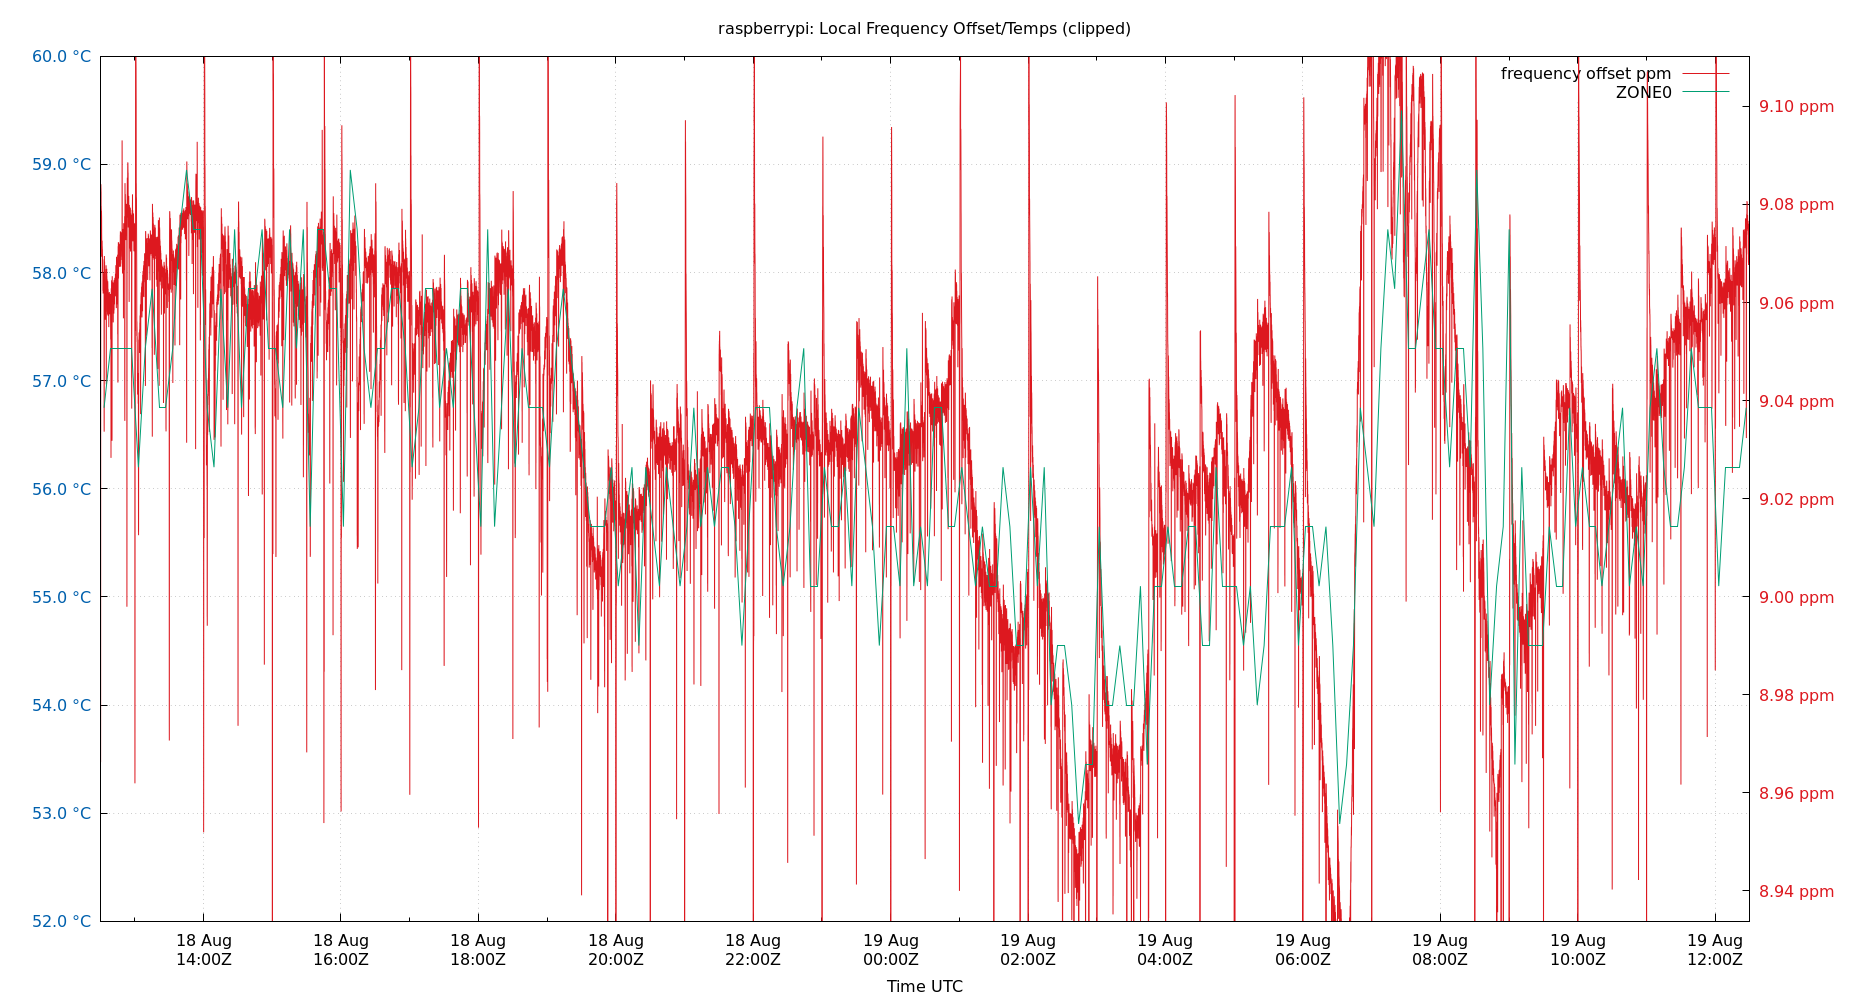 raspberrypi: Local Frequency Offset/Temps (clipped)
60.0 °C
59.0 °C
58.0 °C
57.0 °C
56.0 °C
55.0 °C
54.0 °C
53.0 °C
52.0 °C
frequency offset ppm
ZONE0
9.10 ppm
9.08 ppm
9.06 ppm
9.04 ppm
9.02 ppm
9.00 ppm
8.98 ppm
8.96 ppm
8.94 ppm
18 Aug 18 Aug 18 Aug 18 Aug 18 Aug 19 Aug 19 Aug 19 Aug 19 Aug 19 Aug 19 Aug 19 Aug
14:00Z 16:00Z 18:00Z 20:00Z 22:00Z 00:00Z 02:00Z 04:00Z 06:00Z 08:00Z 10:00Z 12:00Z
Time UTC